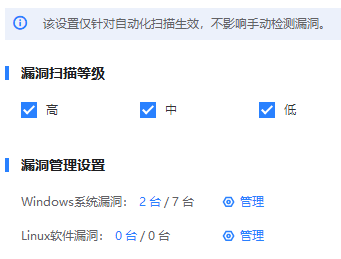 该设置仅针对自动化扫描生效，不影响手动检测漏洞。
漏洞扫描等级
高 中 低
漏洞管理设置
Windows系统漏洞： 2 台 / 7 台 管理
Linux软件漏洞： 0 台 / 0 台 管理